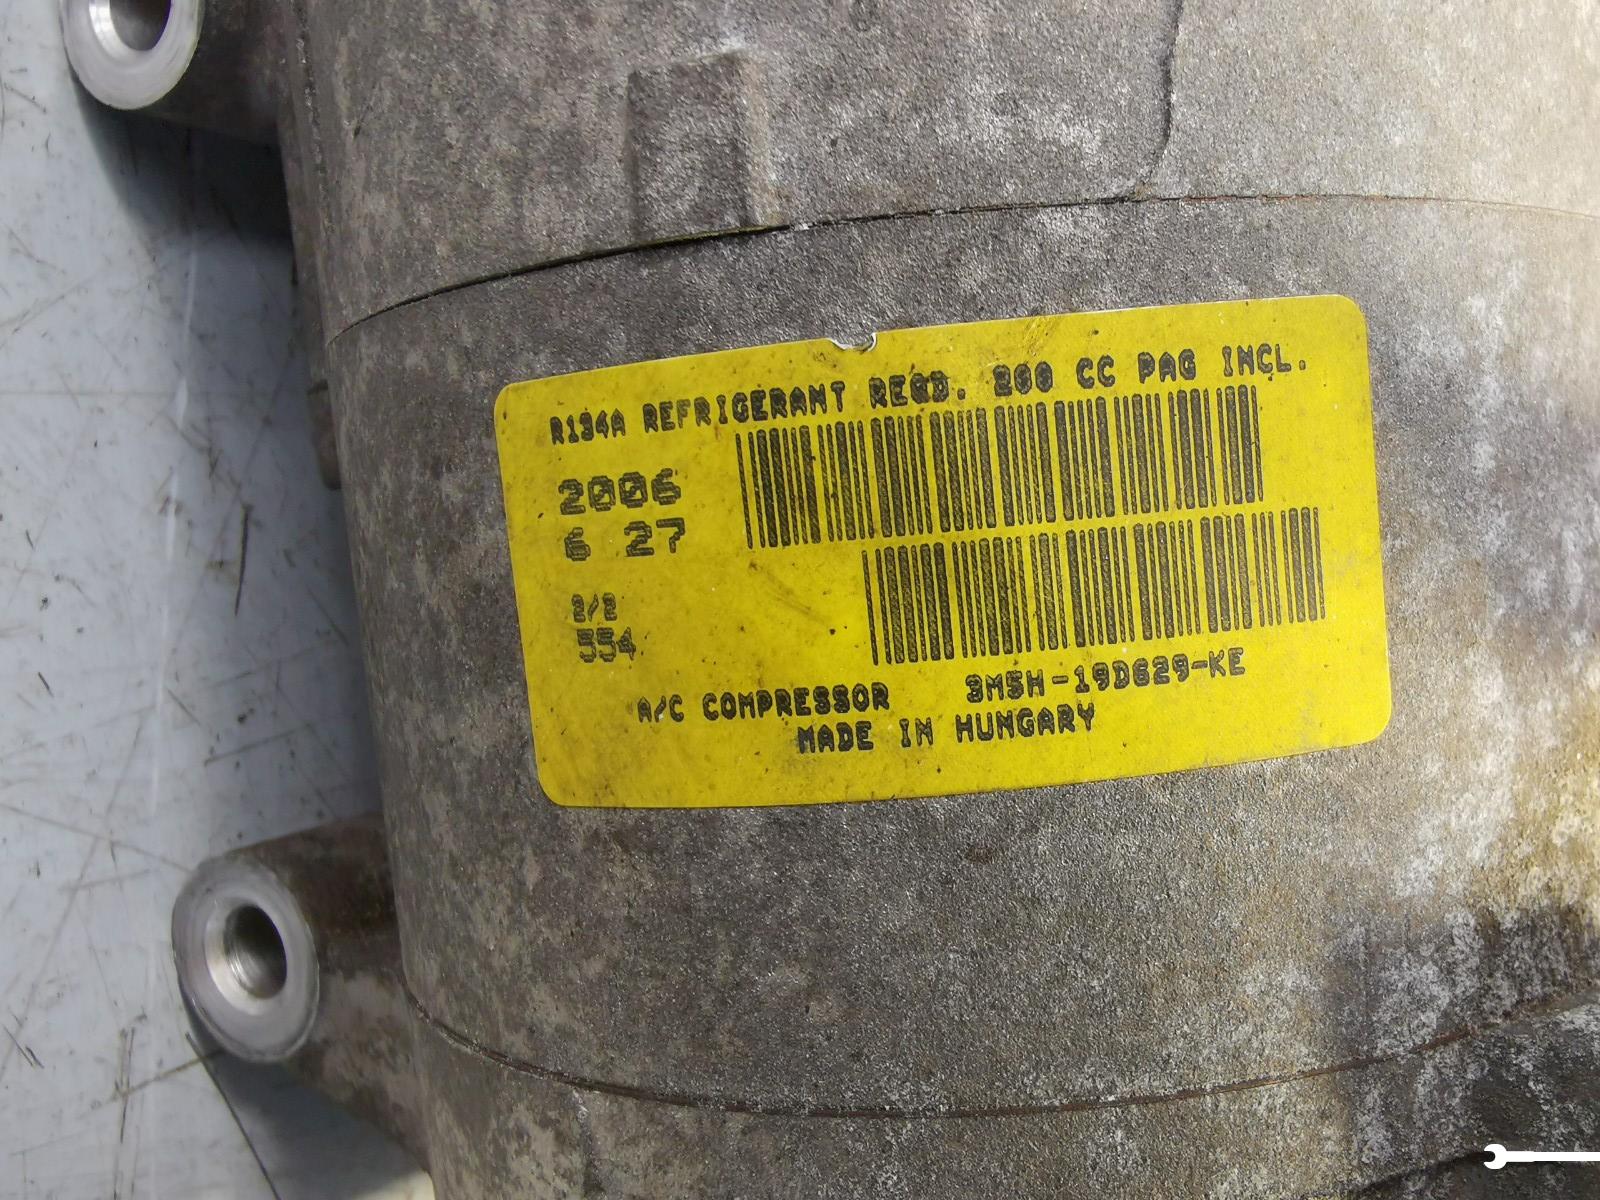 R134A REFRIGERANT REQD. 200 CC PAG INCL.
2006
6 27
2/2
554
A/C COMPRESSOR 3M5H-19D629-KE
MADE IN HUNGARY